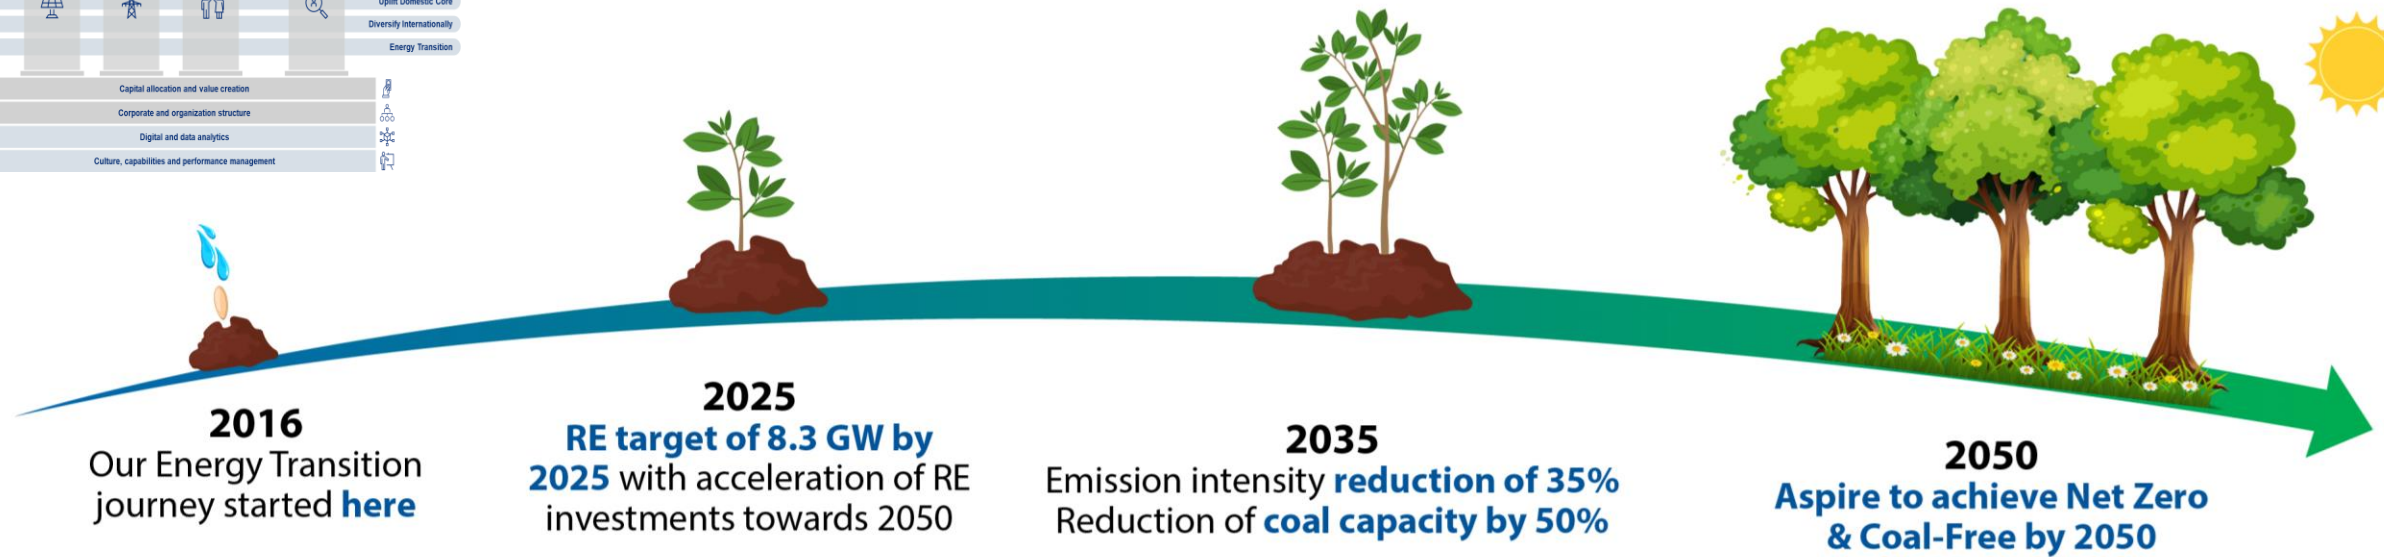 Uplift Domestic Core
Diversify Internationally
Energy Transition
Capital allocation and value creation
Corporate and organization structure
Digital and data analytics
Culture, capabilities and performance management
2016
Our Energy Transition
journey started here
2025
RE target of 8.3 GW by
2025 with acceleration of RE
investments towards 2050
2035
Emission intensity reduction of 35%
Reduction of coal capacity by 50%
2050
Aspire to achieve Net Zero
& Coal-Free by 2050